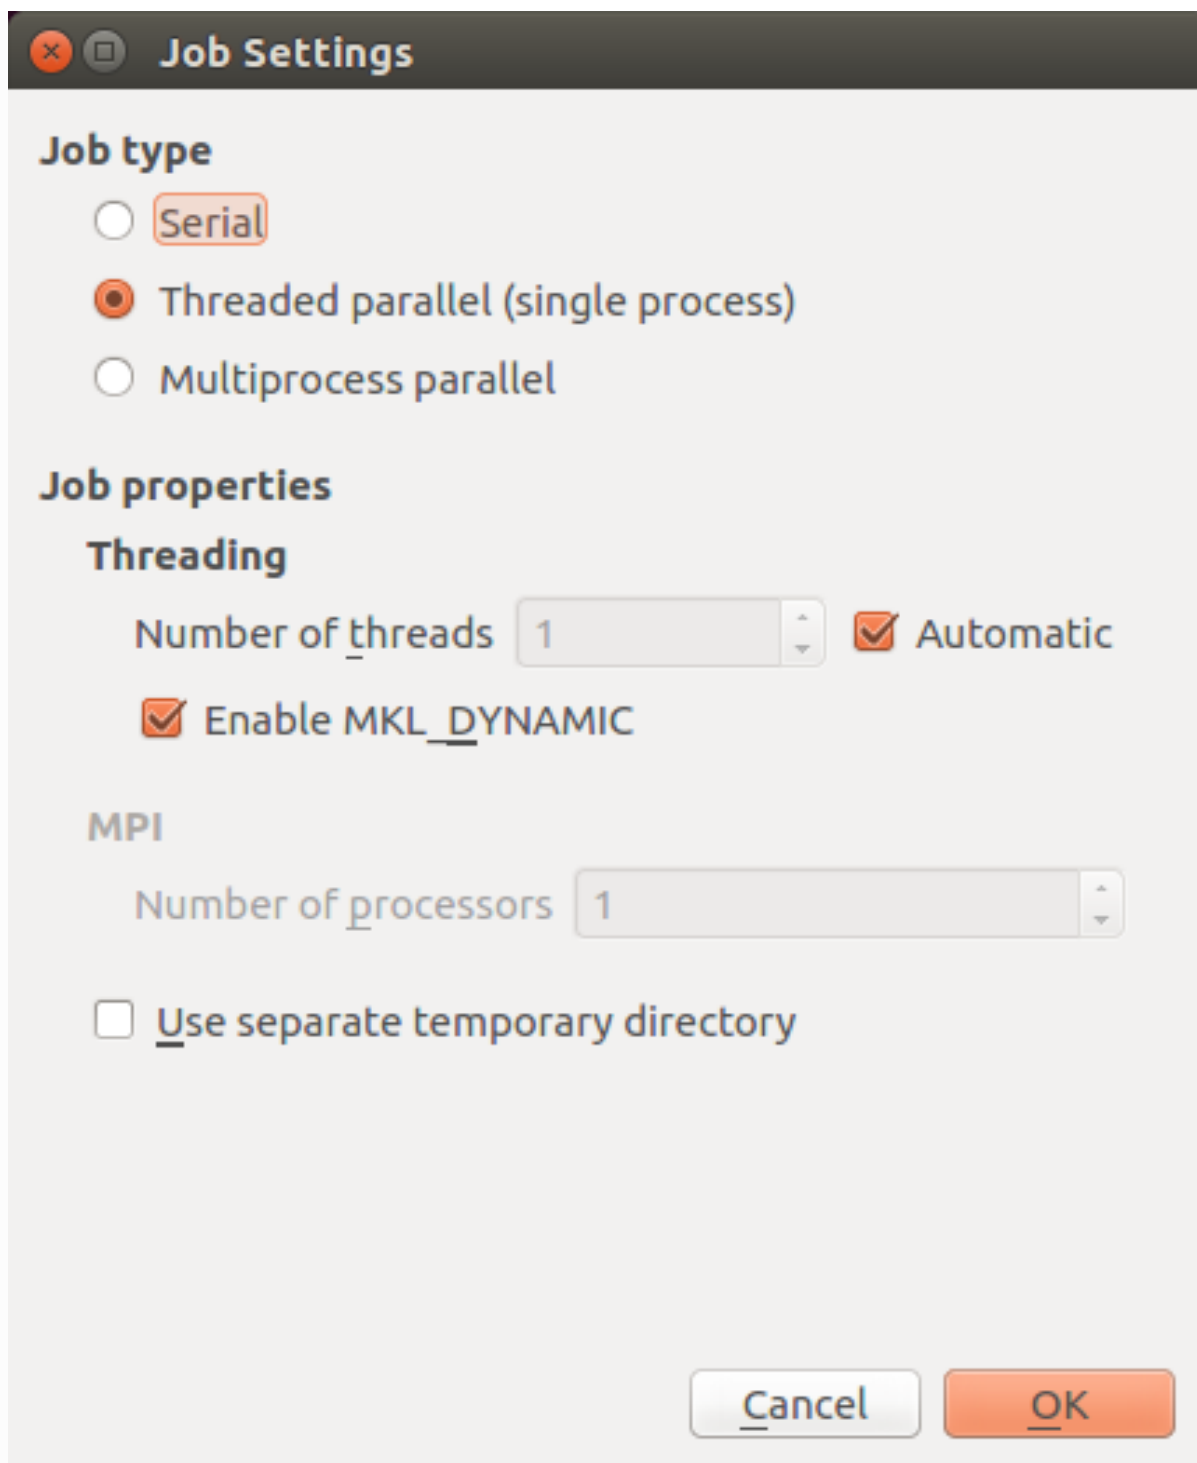 Job Settings
Job type
Serial
Threaded parallel (single process)
Multiprocess parallel
Job properties
Threading
Number of threads 1 Automatic
Enable MKL_DYNAMIC
MPI
Number of processors 1
Use separate temporary directory
Cancel OK